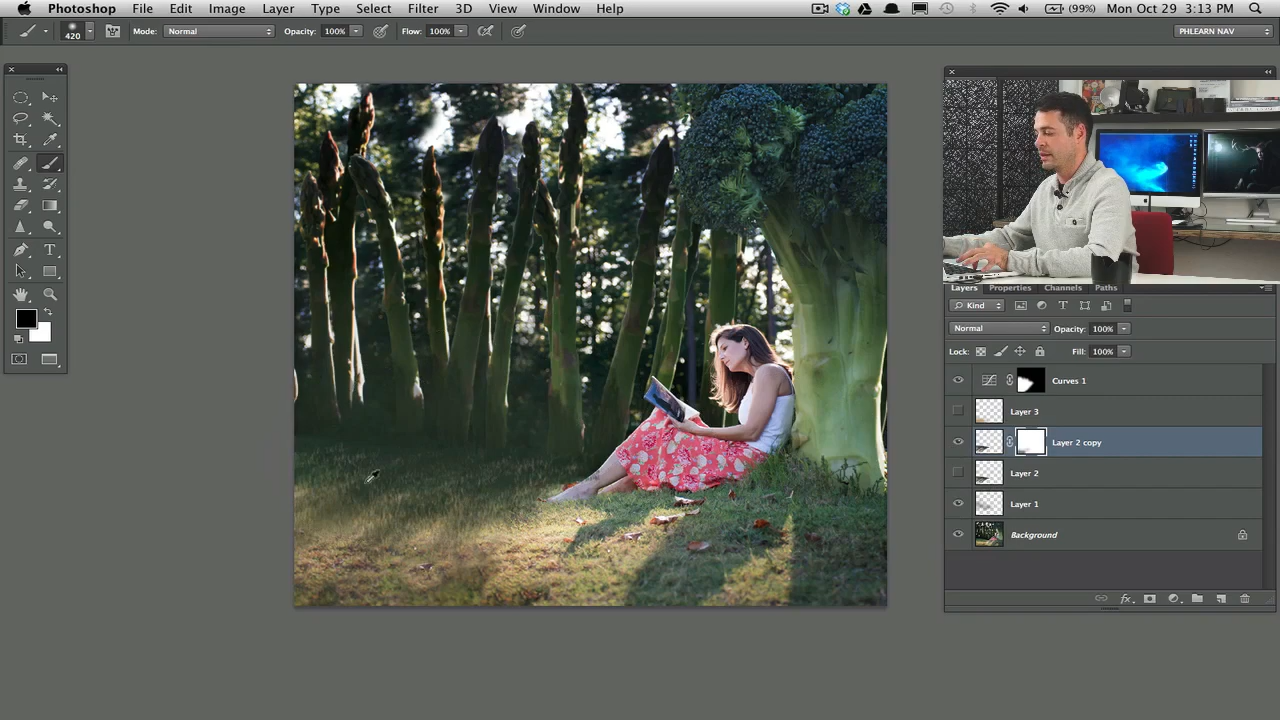 Photoshop File Edit Image Layer Type Select Filter 3D View Window Help (99%) Mon Oct 29 3:13 PM
420 Mode: Normal Opacity: 100% Flow: 100% PHLEARN NAV
Layers Properties Channels Paths
Kind
Normal Opacity: 100%
Lock: Fill: 100%
Curves 1
Layer 3
Layer 2 copy
Layer 2
Layer 1
Background